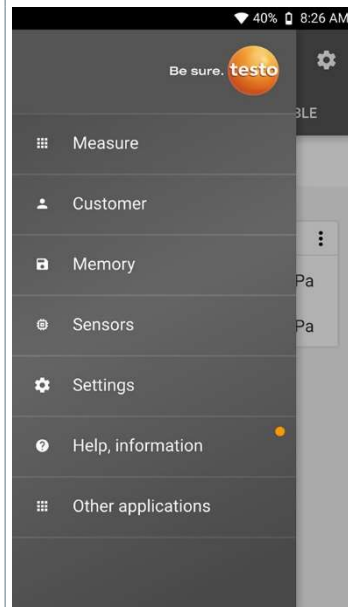 40% 8:26 AM
Be sure. testo
BLE
Measure
Customer
Memory
Pa
Sensors
Pa
Settings
Help, information
Other applications